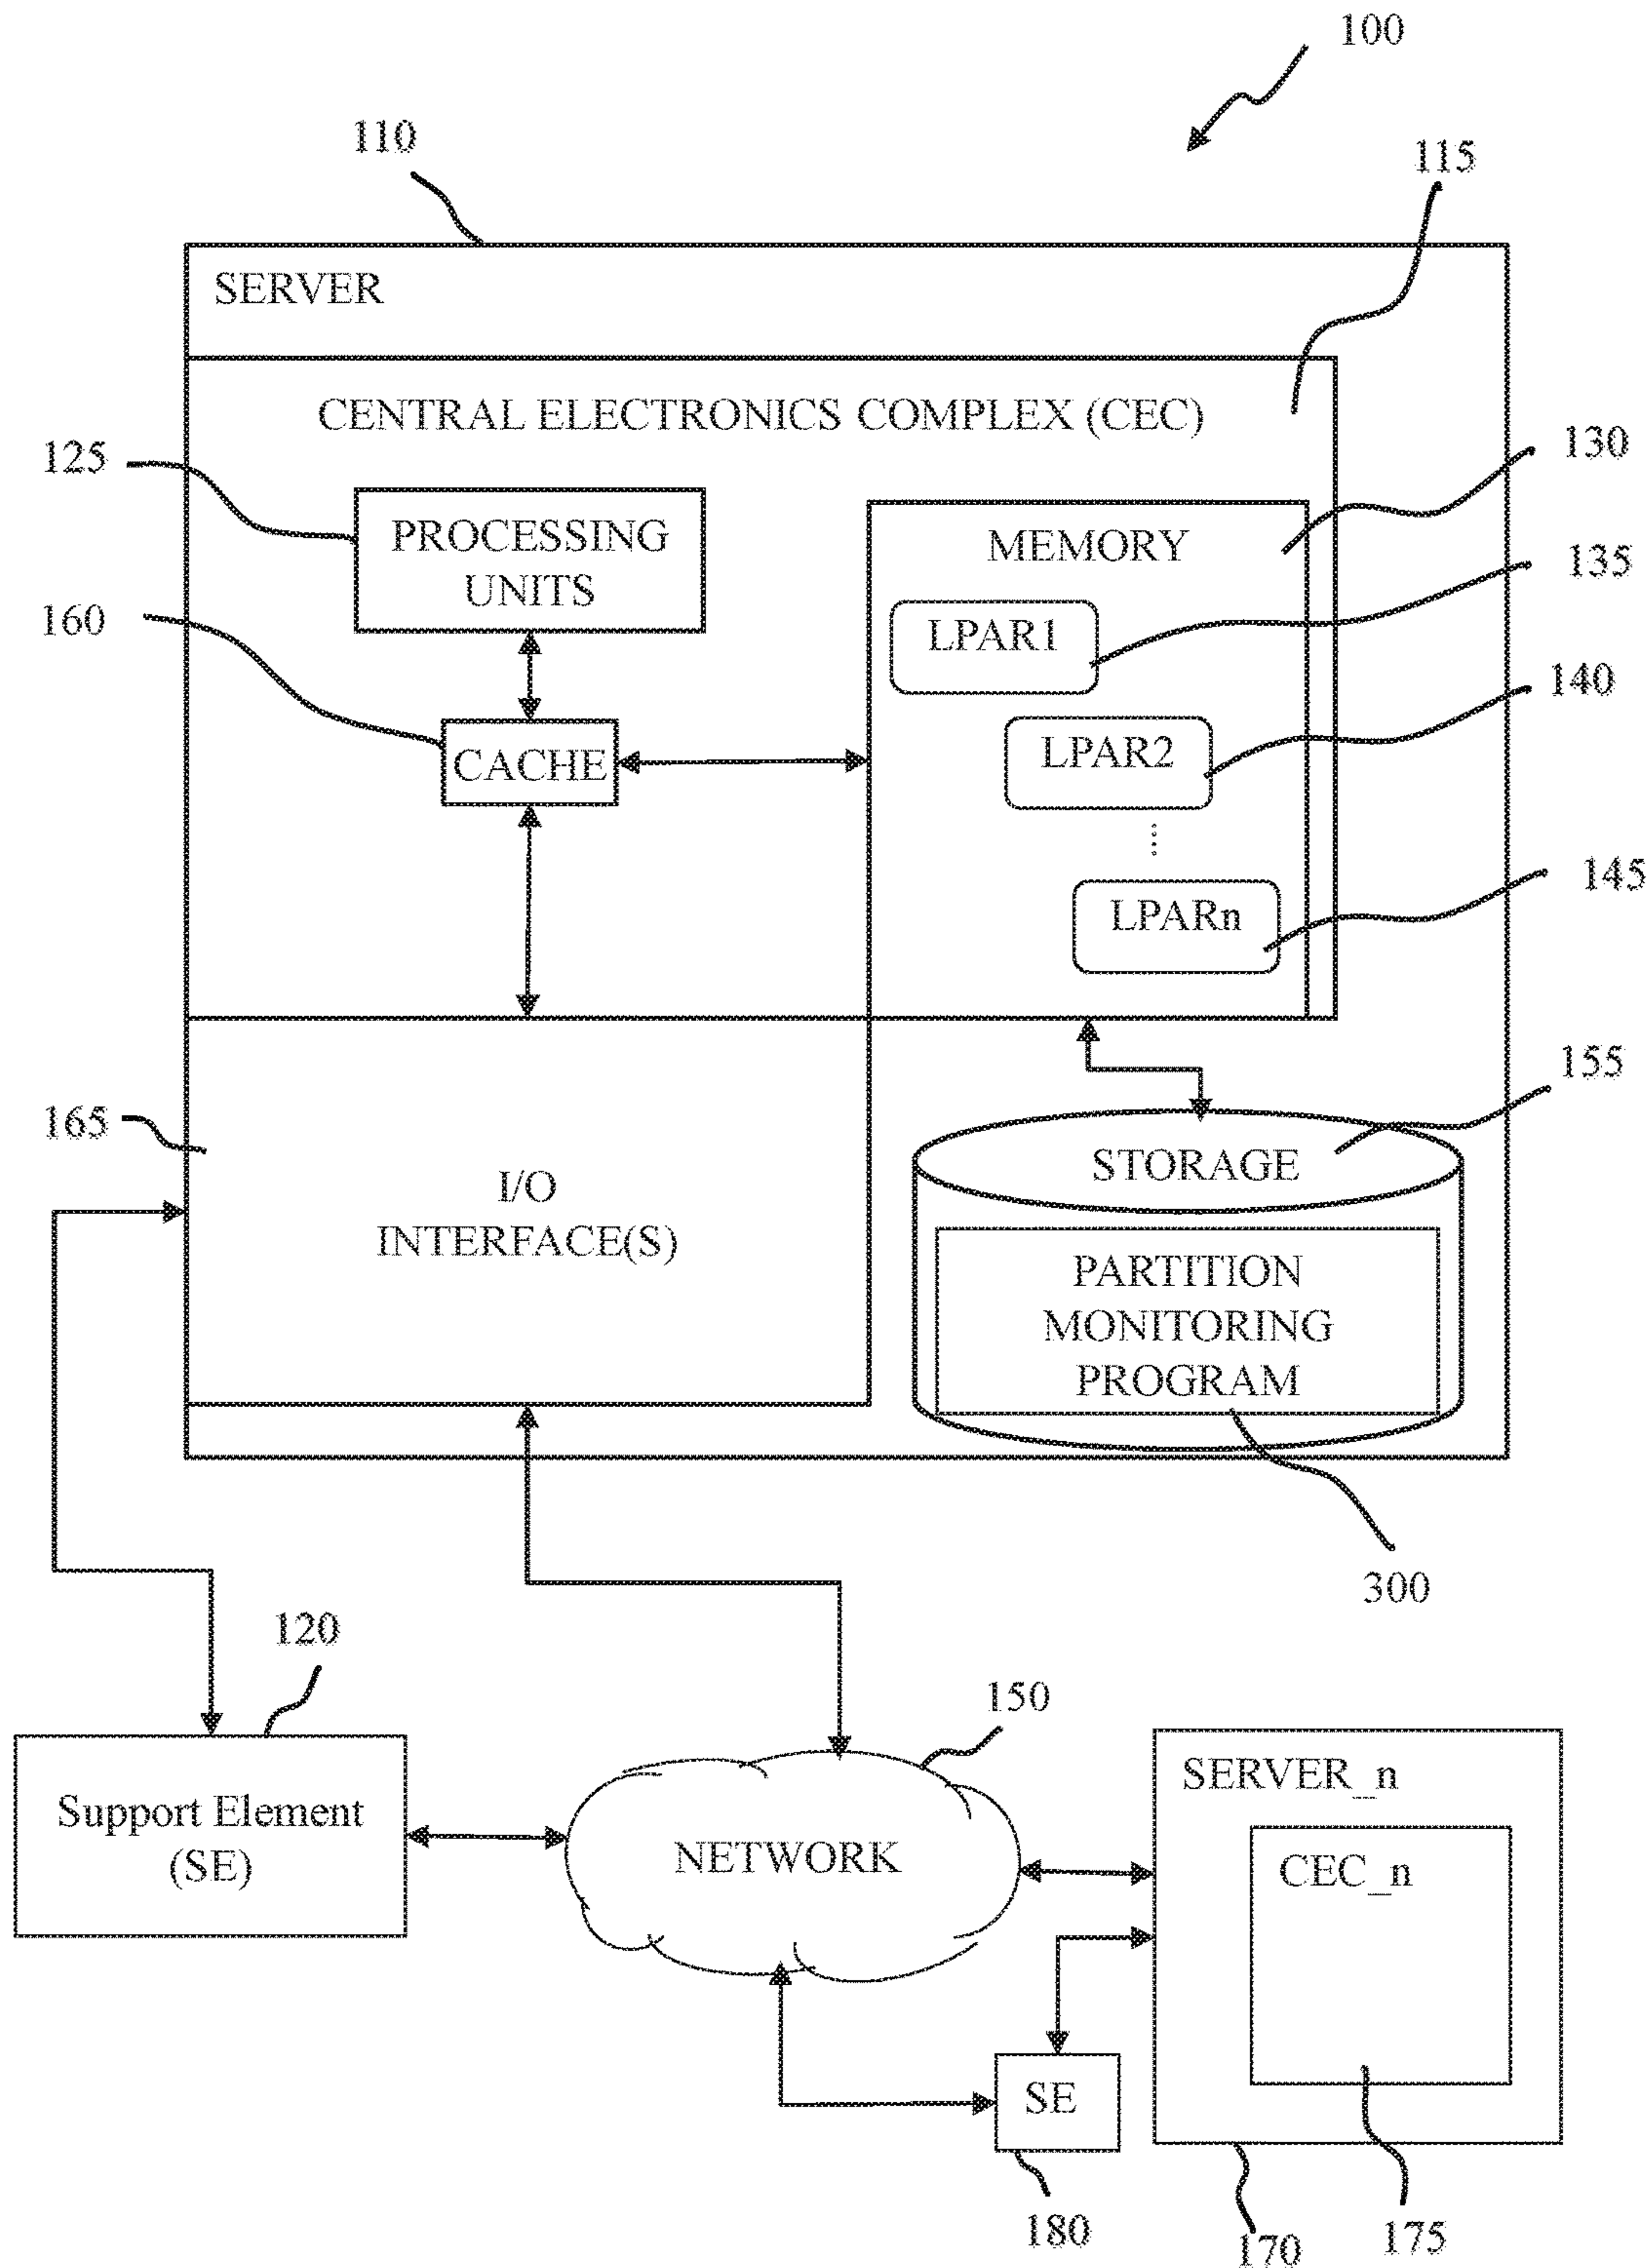 100
110
115
SERVER
CENTRAL ELECTRONICS COMPLEX (CEC)
125
130
PROCESSING
UNITS
MEMORY
135
160
LPAR1
140
CACHE
LPAR2
145
LPARn
155
165
STORAGE
I/O
INTERFACE(S)
PARTITION
MONITORING
PROGRAM
300
120
150
SERVER_n
Support Element
(SE)
NETWORK
CEC_n
SE
180
170
175